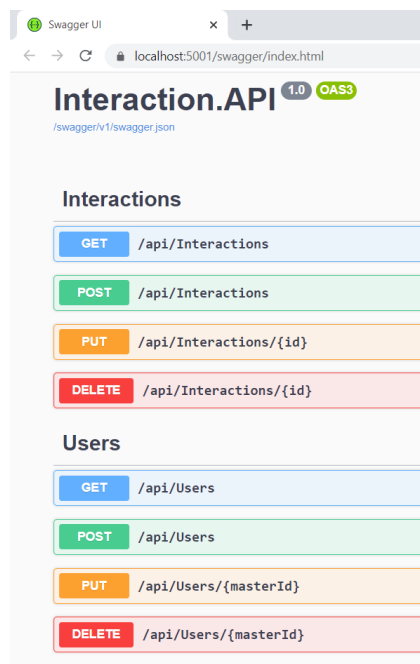 Swagger UI
localhost:5001/swagger/index.html
Interaction.API 1.0 OAS3
/swagger/v1/swagger.json
Interactions
GET /api/Interactions
POST /api/Interactions
PUT /api/Interactions/{id}
DELETE /api/Interactions/{id}
Users
GET /api/Users
POST /api/Users
PUT /api/Users/{masterId}
DELETE /api/Users/{masterId}